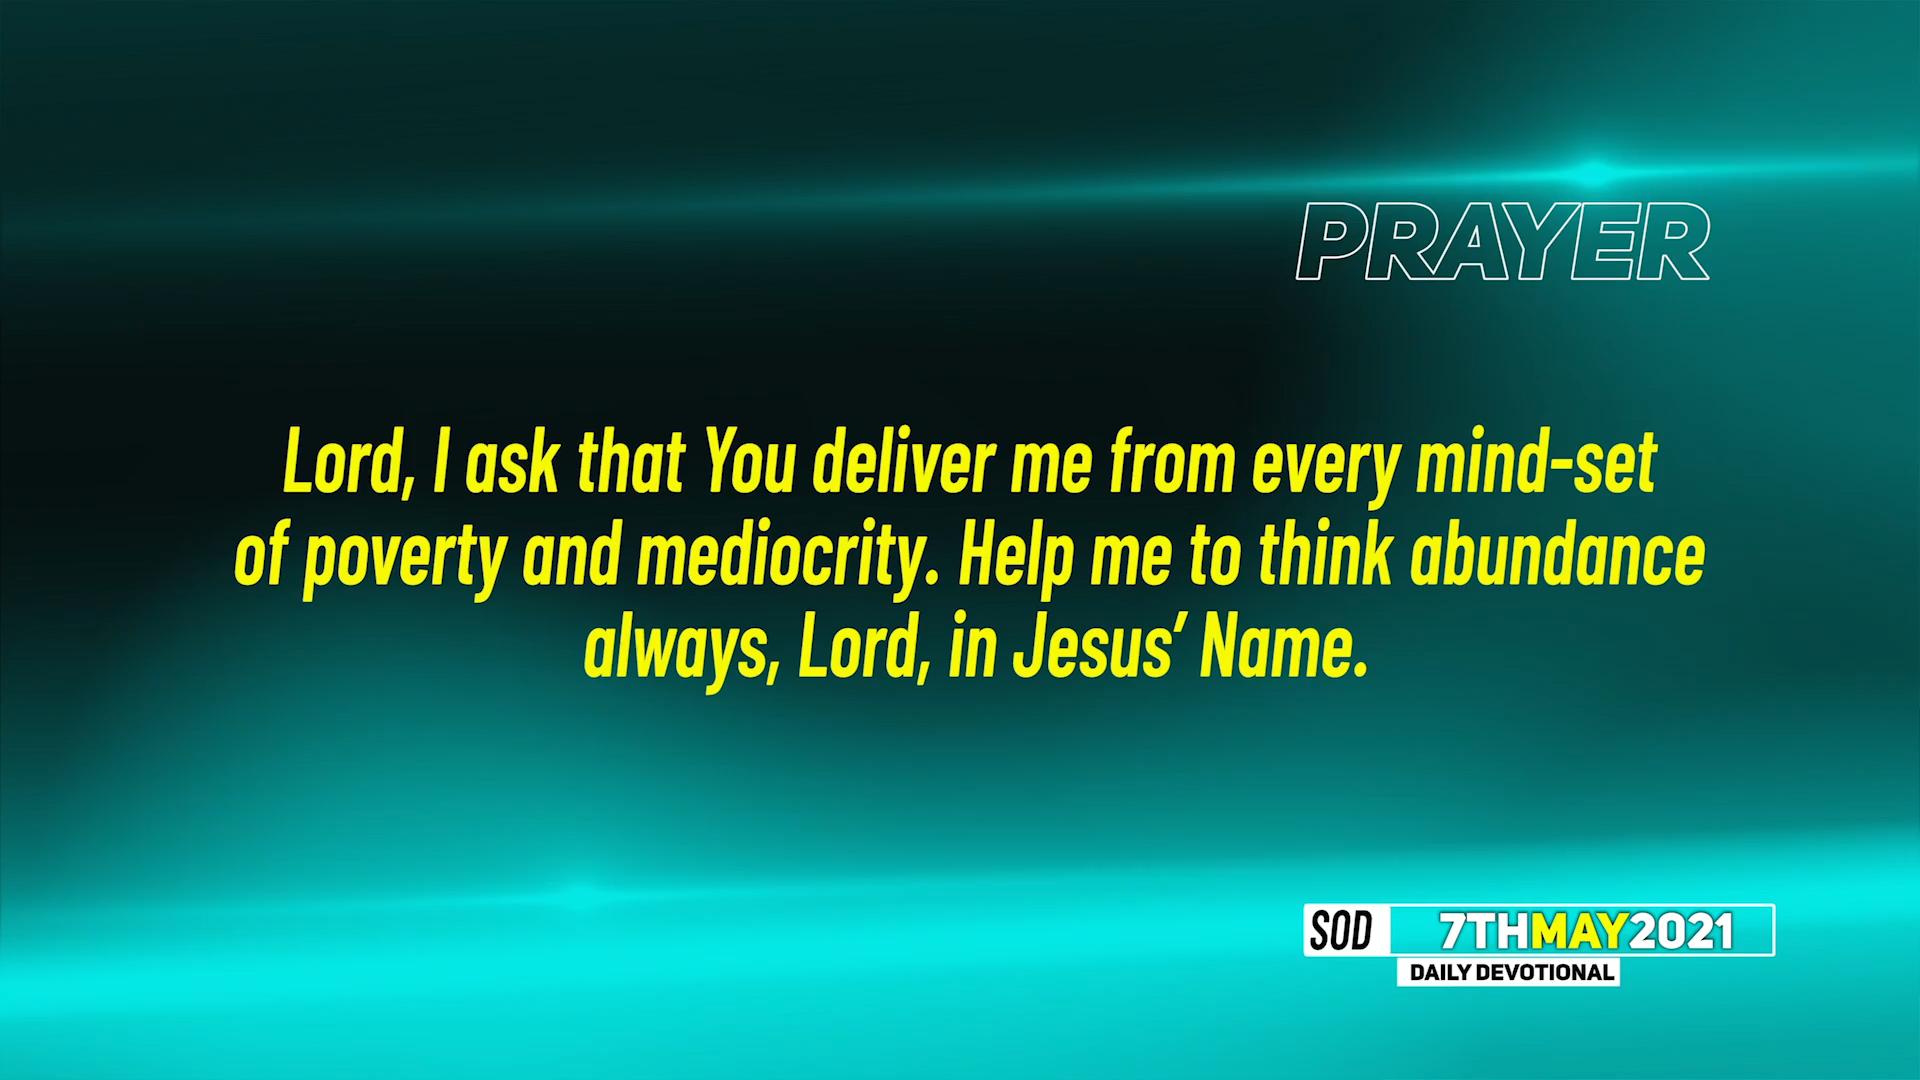 PRAYER
Lord, I ask that You deliver me from every mind-set
of poverty and mediocrity. Help me to think abundance
always, Lord, in Jesus’ Name.
SOD 7THMAY2021
DAILY DEVOTIONAL